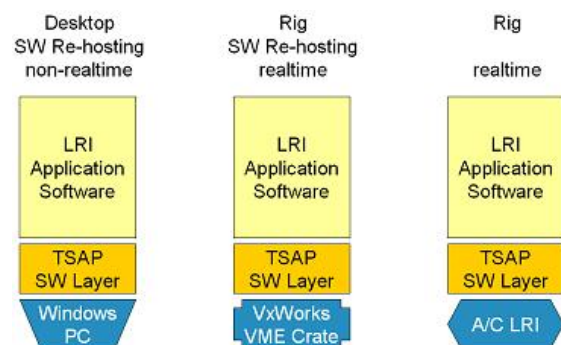 Desktop
SW Re-hosting
non-realtime
LRI
Application
Software
TSAP
SW Layer
Windows
PC
Rig
SW Re-hosting
realtime
LRI
Application
Software
TSAP
SW Layer
VxWorks
VME Crate
Rig
realtime
LRI
Application
Software
TSAP
SW Layer
A/C LRI